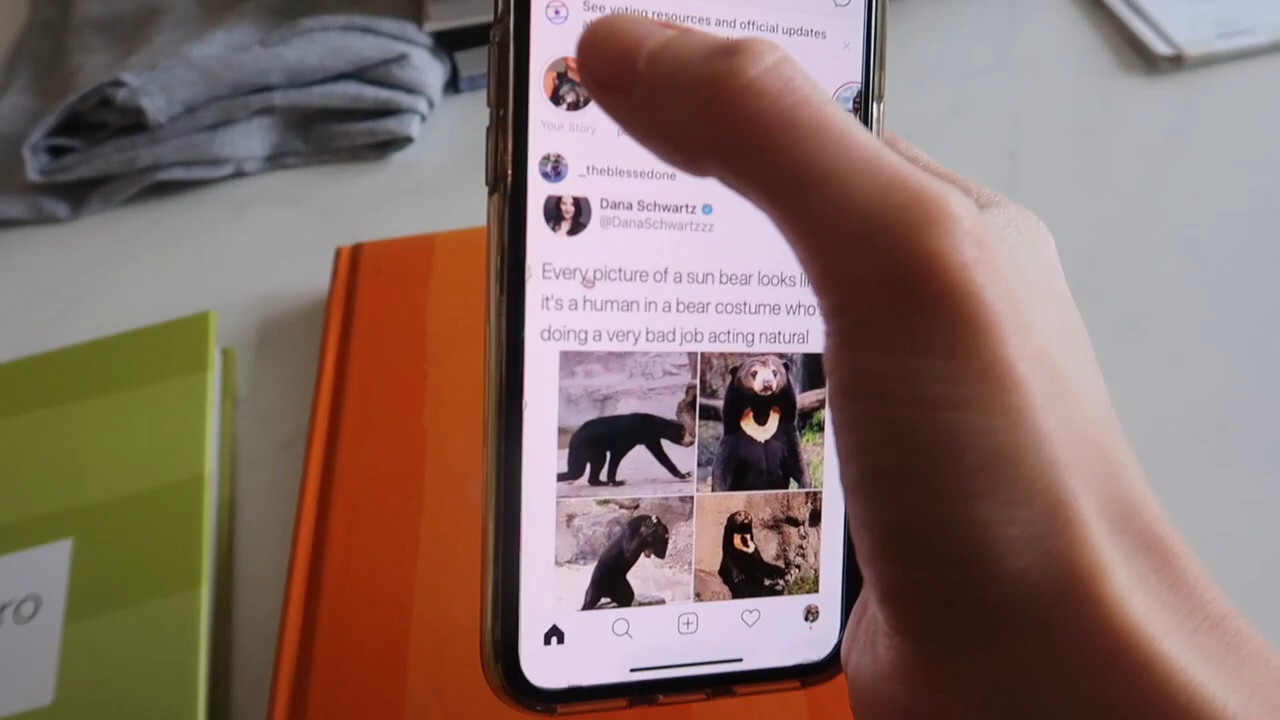 See voting resources and official updates
Your Story
_theblessedone
Dana Schwartz
@DanaSchwartzzz
Every picture of a sun bear looks
it's a human in a bear costume who's
doing a very bad job acting natural
ro